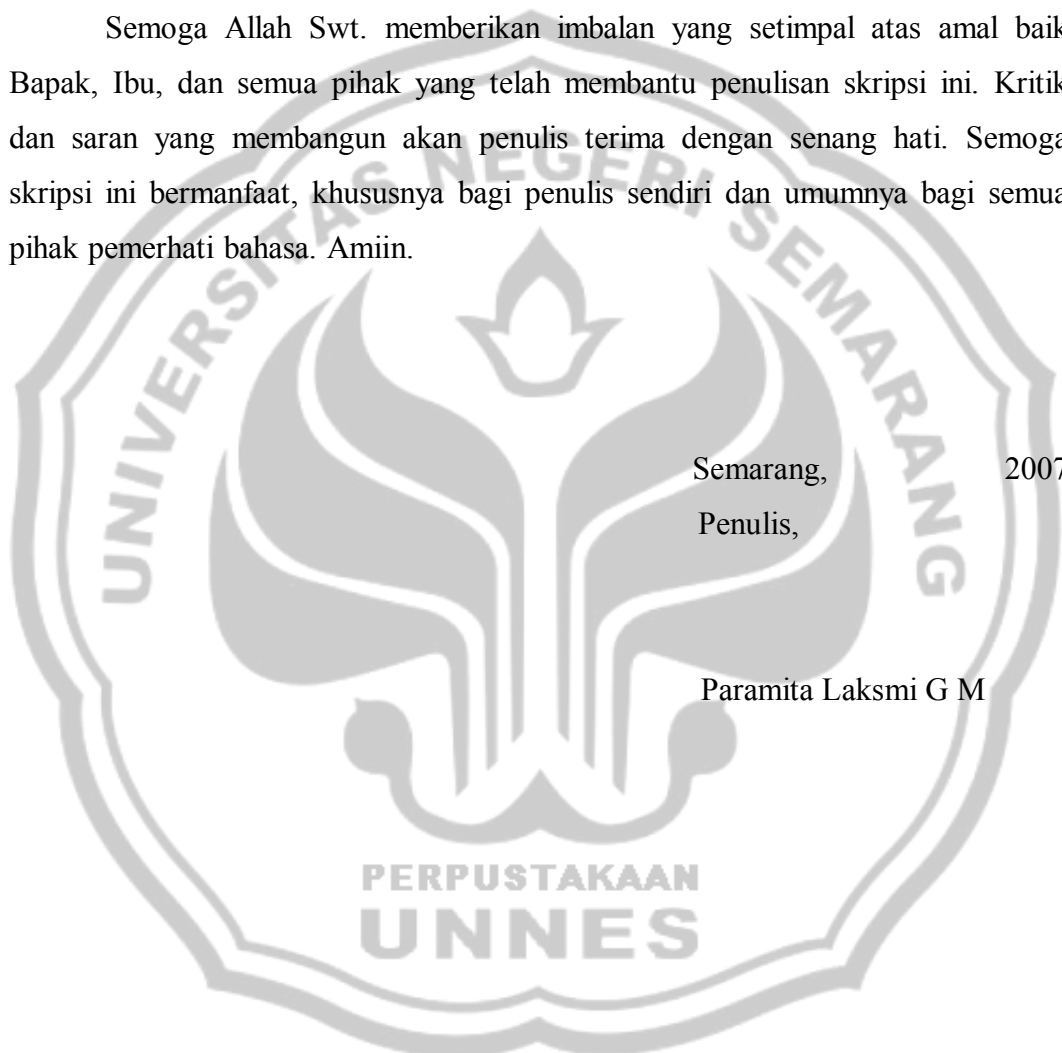 Semoga Allah Swt. memberikan imbalan yang setimpal atas amal baik
Bapak, Ibu, dan semua pihak yang telah membantu penulisan skripsi ini. Kritik
dan saran yang membangun akan penulis terima dengan senang hati. Semoga
skripsi ini bermanfaat, khususnya bagi penulis sendiri dan umumnya bagi semua
pihak pemerhati bahasa. Amiin.
UNIVERSITAS NEGERI SEMARANG
Semarang, 2007
Penulis,
Paramita Laksmi G M
PERPUSTAKAAN
UNNES